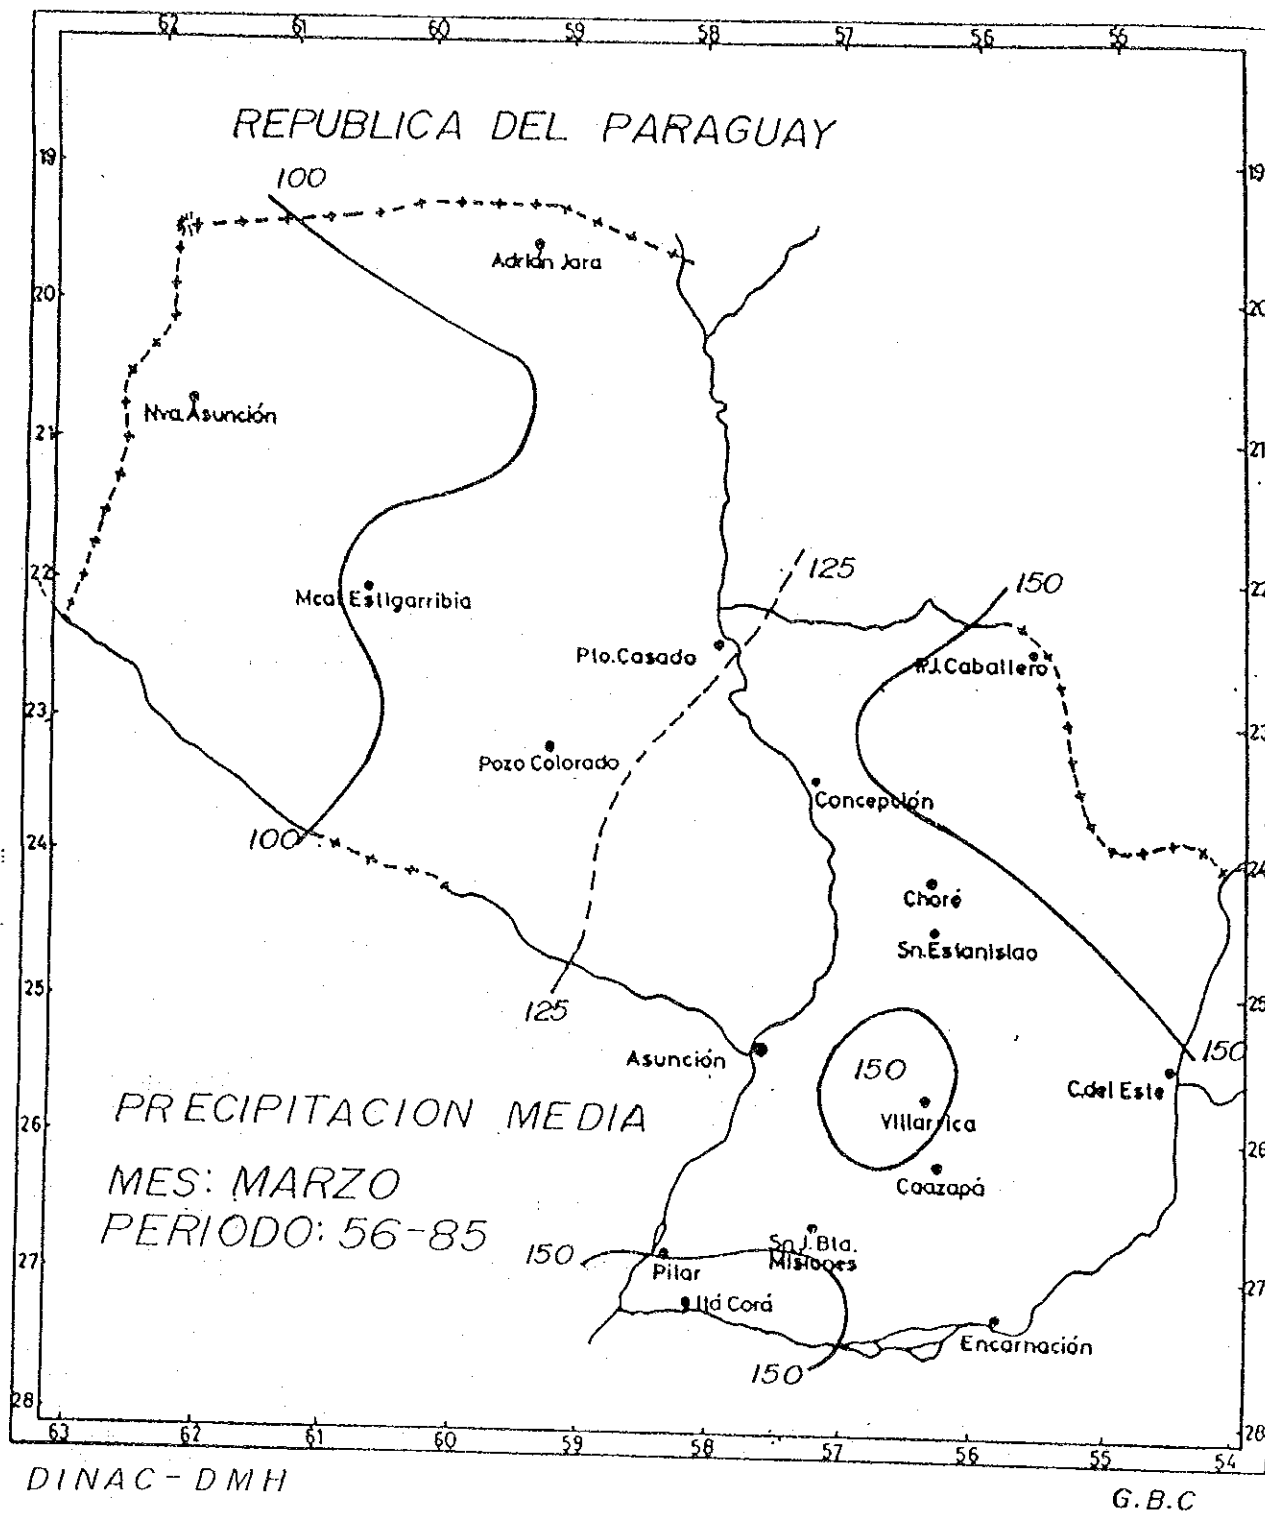 62 61 60 59 58 57 56 55
REPUBLICA DEL PARAGUAY
19
19
100
Adrián Jara
20
20
Nva.Asunción
21
21
125
150
22
22
Mcal Estigarribia
Pto.Casado
P.J.Caballero
23
23
Pozo Colorado
Concepción
100
24
24
Choré
Sn.Estanislao
25
25
125
150
Asunción
150
C.del Este
PRECIPITACION MEDIA
Villarrica
26
26
MES: MARZO
Caazapá
PERIODO: 56-85
Sn.J.Bta.
Misiones
150
27
Pilar
27
Itá Corá
Encarnación
150
28
28
63 62 61 60 59 58 57 56 55 54
DINAC-DMH
G.B.C